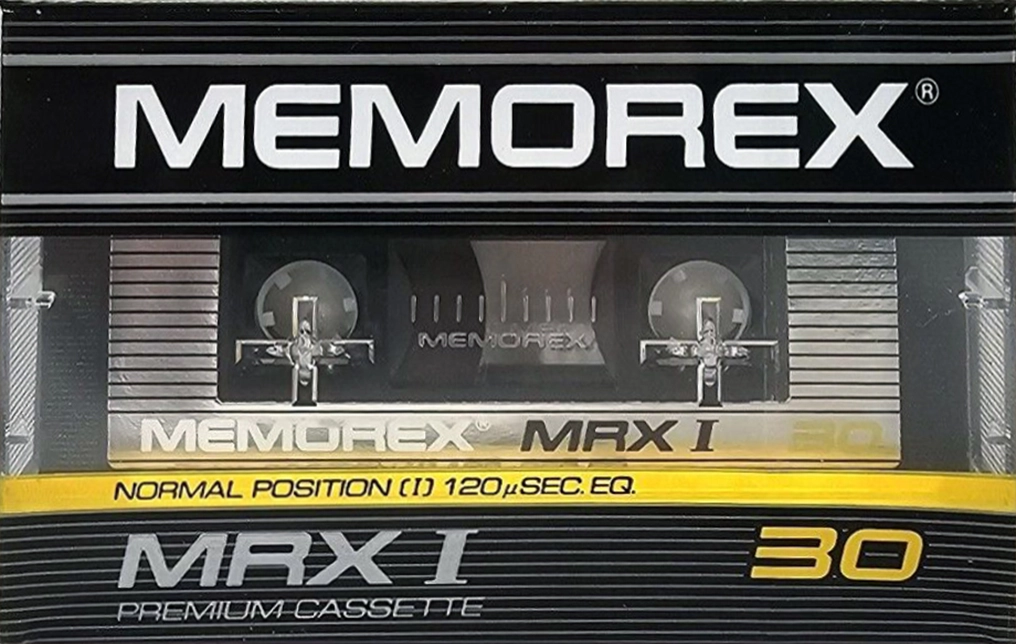 MEMOREX®
MEMOREX
MEMOREX® MRX I 30
NORMAL POSITION (I) 120µSEC. EQ.
MRX I 30
PREMIUM CASSETTE